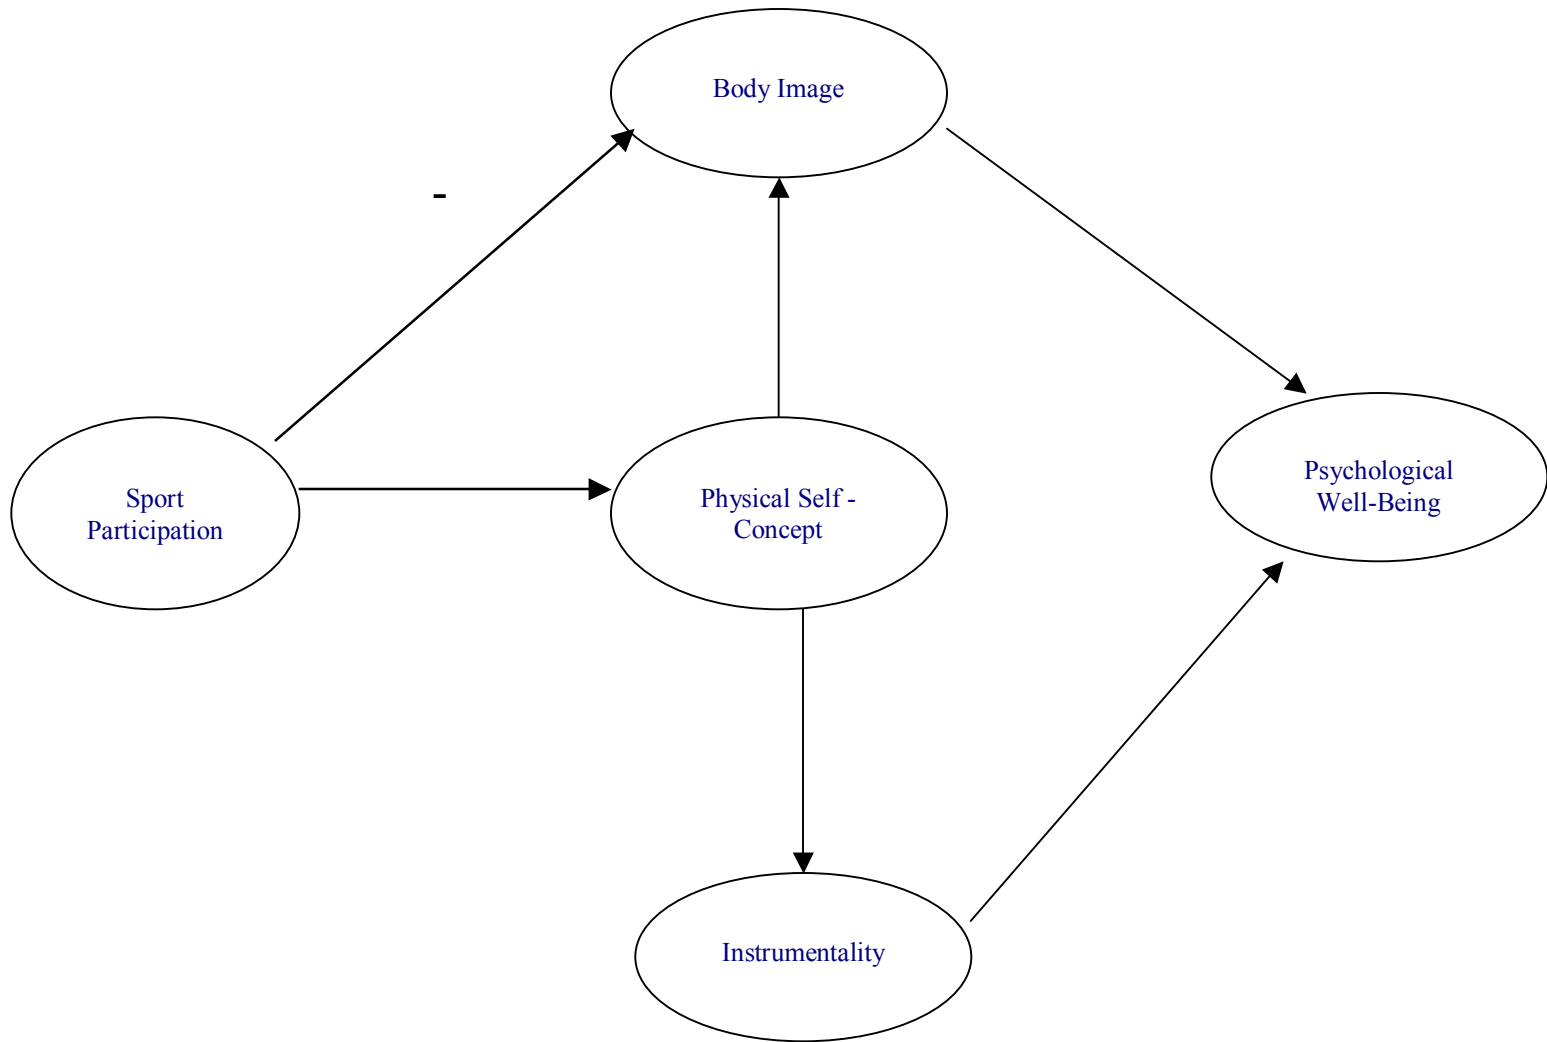 Body Image
-
Sport
Participation
Physical Self -
Concept
Psychological
Well-Being
Instrumentality